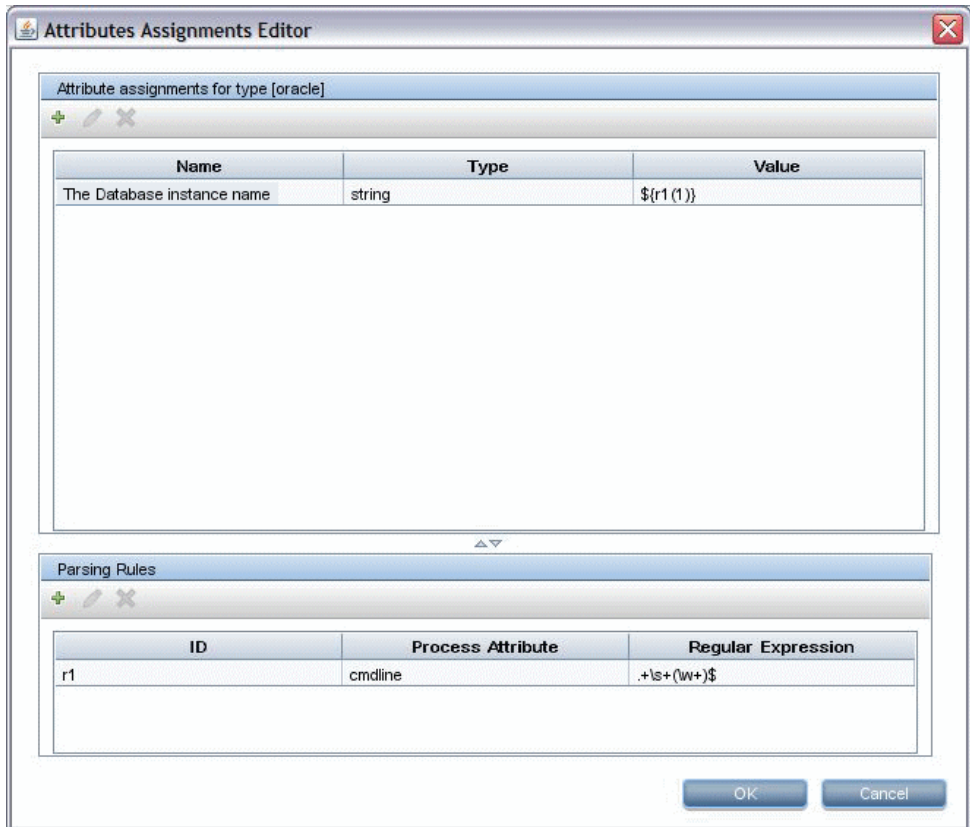 Attributes Assignments Editor
Attribute assignments for type [oracle]
Name Type Value
The Database instance name string ${r1(1)}
Parsing Rules
ID Process Attribute Regular Expression
r1 cmdline .+\s+(\w+)$
OK Cancel